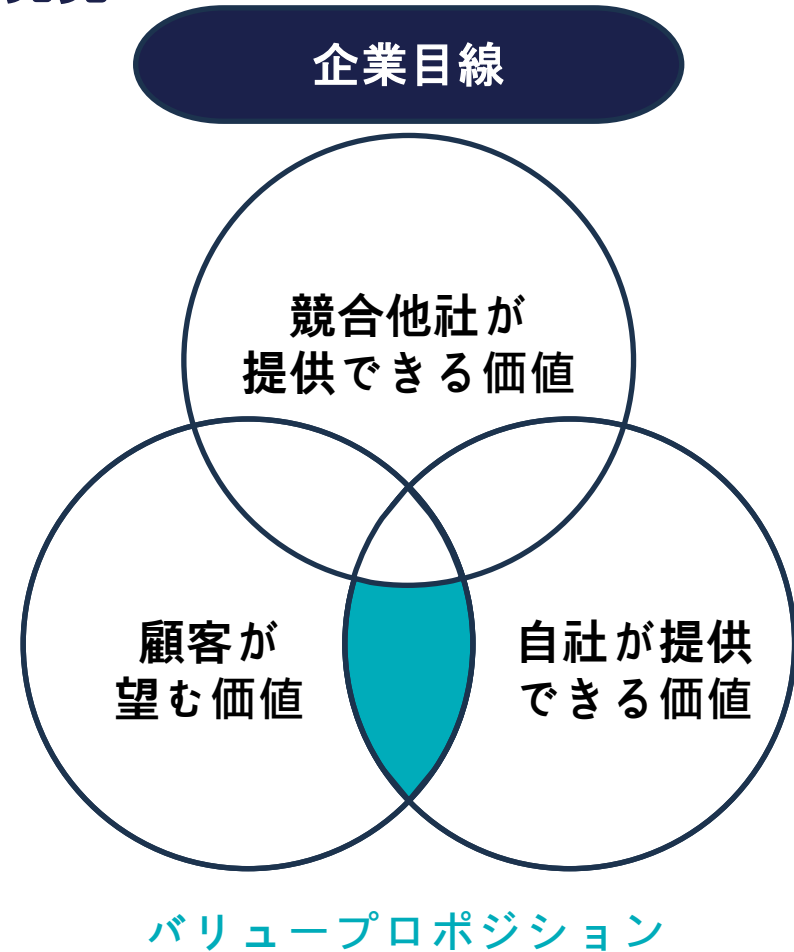 企業目線
競合他社が
提供できる価値
顧客が
望む価値
自社が提供
できる価値
バリュープロポジション